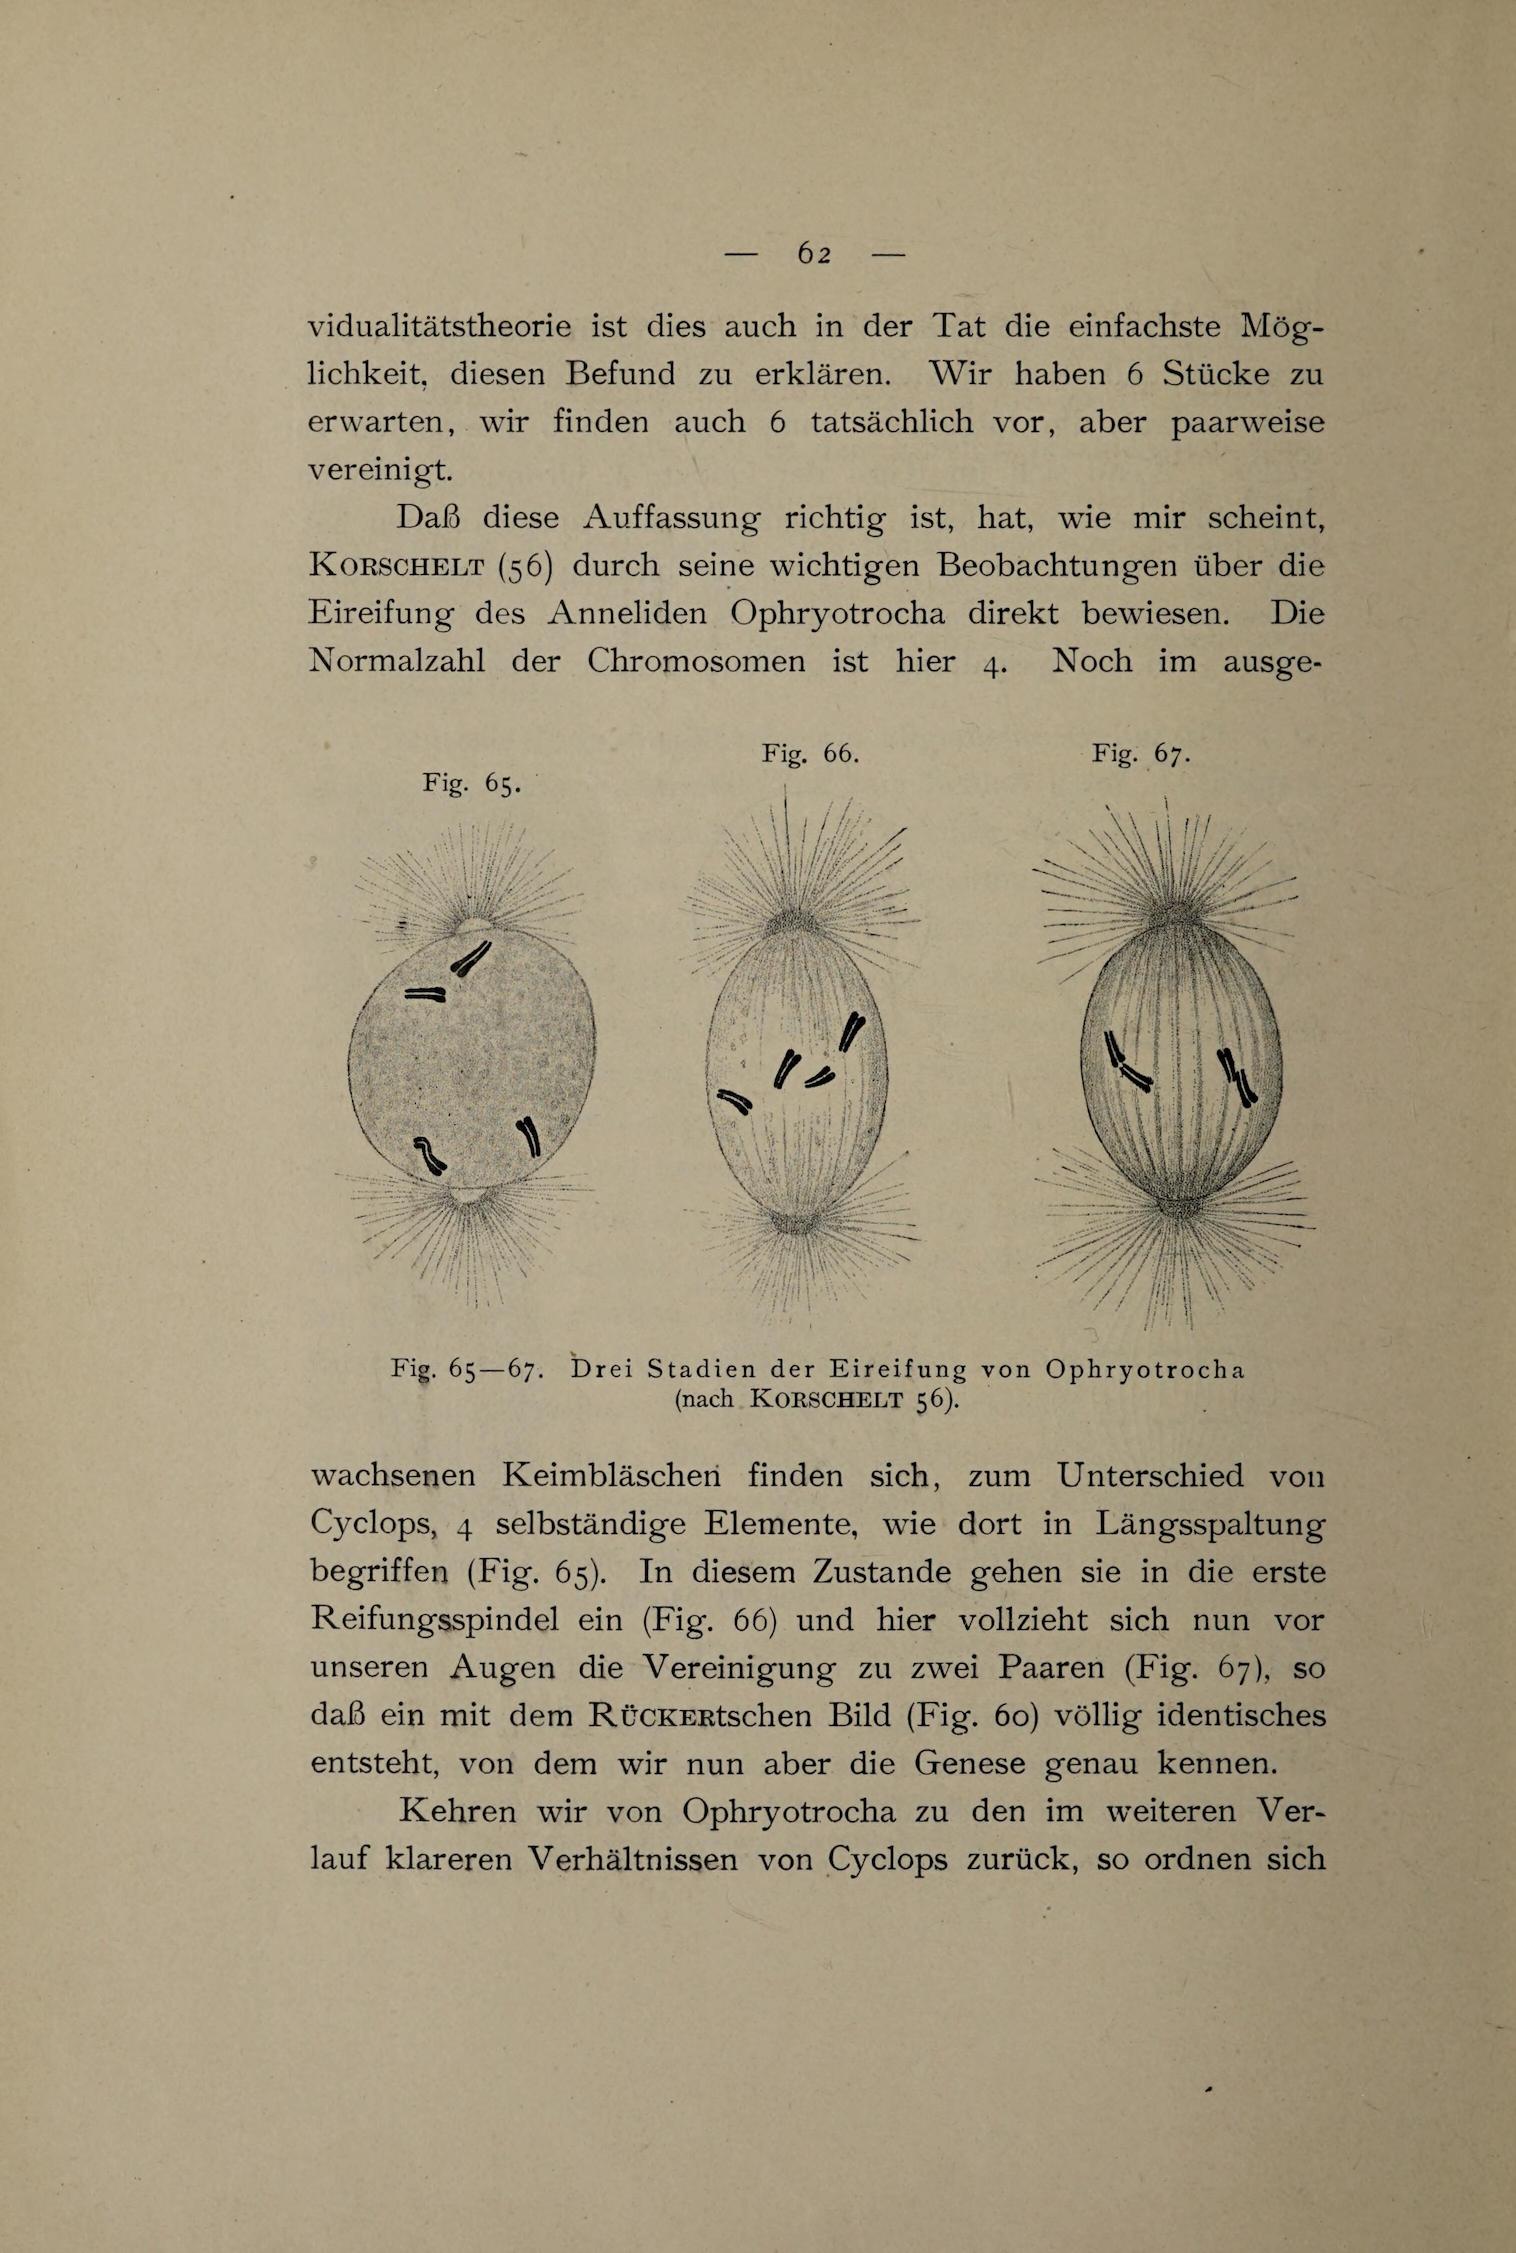 — 62 —
vidualitätstheorie ist dies auch in der Tat die einfachste Mög-
lichkeit, diesen Befund zu erklären. Wir haben 6 Stücke zu
erwarten, wir finden auch 6 tatsächlich vor, aber paarweise
vereinigt.
Daß diese Auffassung richtig ist, hat, wie mir scheint,
KORSCHELT (56) durch seine wichtigen Beobachtungen über die
Eireifung des Anneliden Ophryotrocha direkt bewiesen. Die
Normalzahl der Chromosomen ist hier 4. Noch im ausge-
Fig. 65.
Fig. 66.
Fig. 67.
Fig. 65—67. Drei Stadien der Eireifung von Ophryotrocha
(nach KORSCHELT 56).
wachsenen Keimbläschen finden sich, zum Unterschied von
Cyclops, 4 selbständige Elemente, wie dort in Längsspaltung
begriffen (Fig. 65). In diesem Zustande gehen sie in die erste
Reifungsspindel ein (Fig. 66) und hier vollzieht sich nun vor
unseren Augen die Vereinigung zu zwei Paaren (Fig. 67), so
daß ein mit dem RÜCKERTschen Bild (Fig. 60) völlig identisches
entsteht, von dem wir nun aber die Genese genau kennen.
Kehren wir von Ophryotrocha zu den im weiteren Ver-
lauf klareren Verhältnissen von Cyclops zurück, so ordnen sich